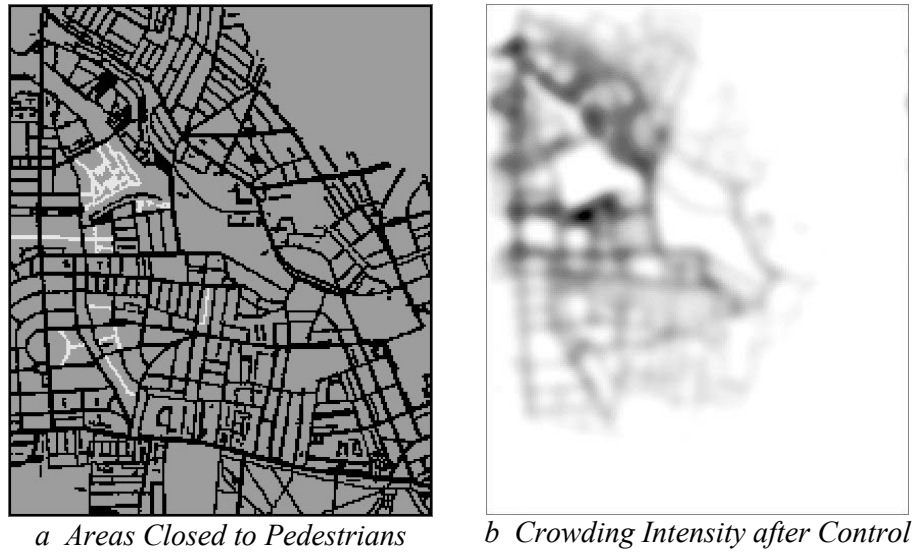 a Areas Closed to Pedestrians
b Crowding Intensity after Control